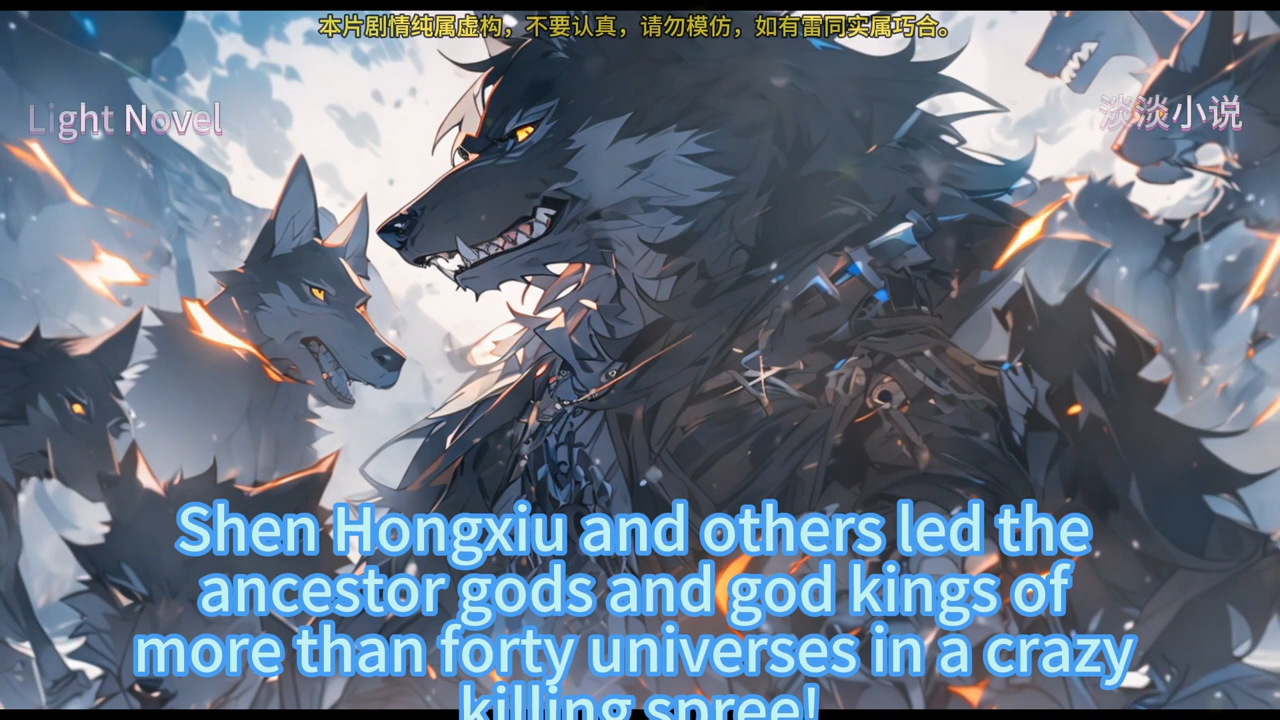 本片剧情纯属虚构，不要认真，请勿模仿，如有雷同实属巧合。
Light Novel
淡淡小说
Shen Hongxiu and others led the
ancestor gods and god kings of
more than forty universes in a crazy
killing spree!